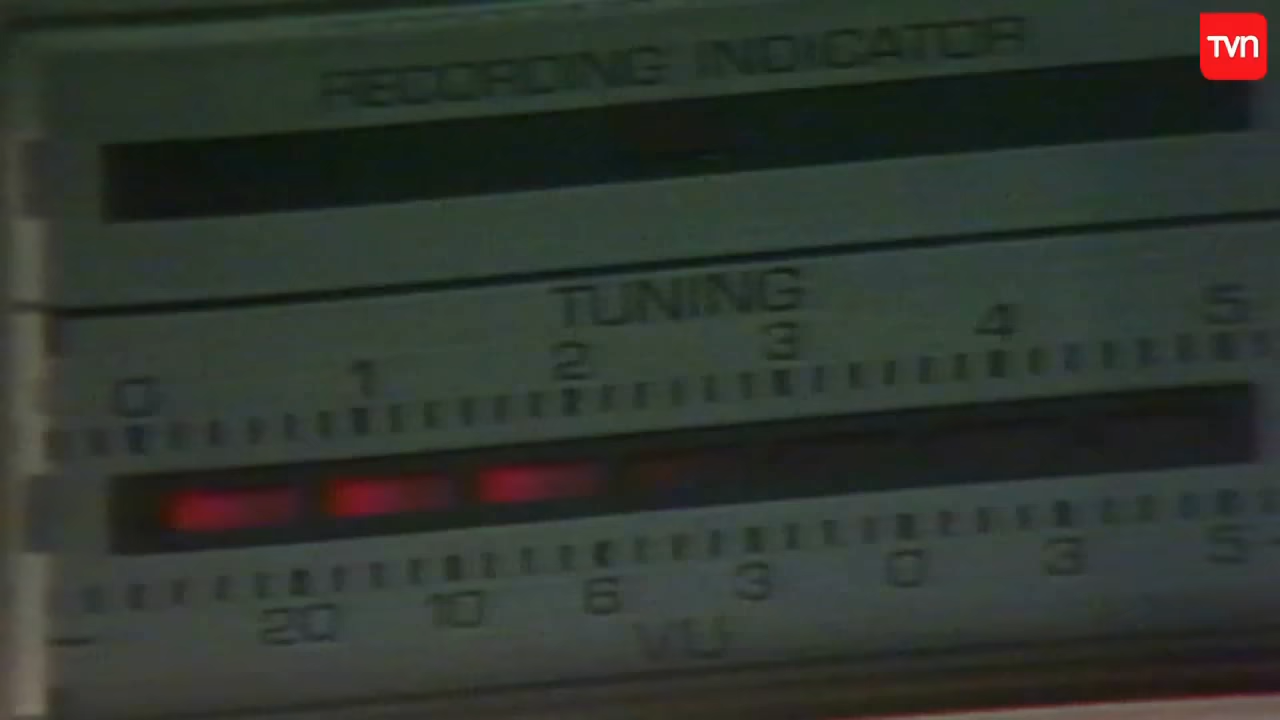 TVN
RECORDING INDICATOR
TUNING
0 1 2 3 4 5
20 10 6 3 0 3 5
VU